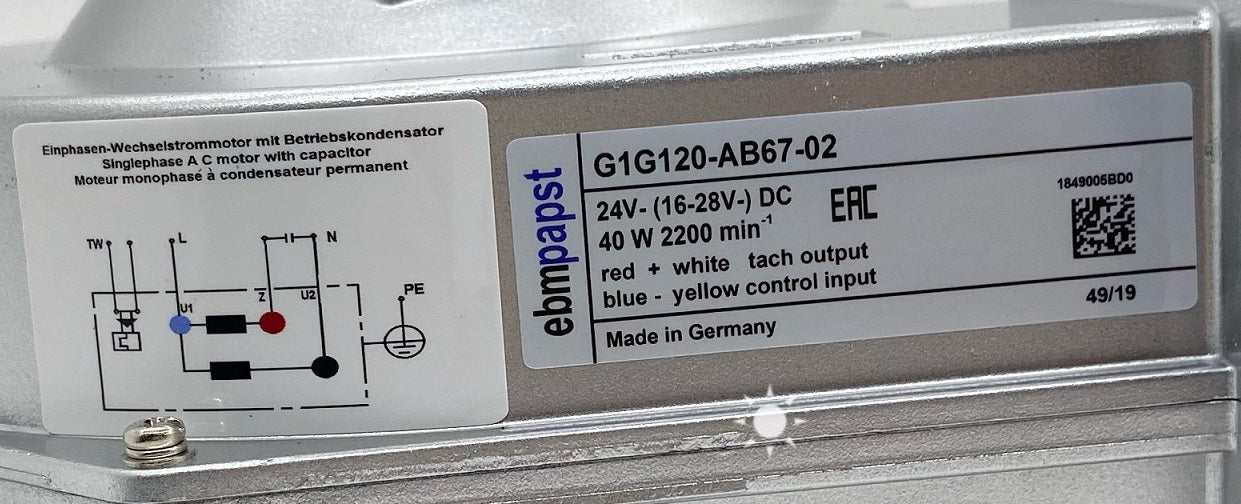 Einphasen-Wechselstrommotor mit Betriebskondensator
Singlephase A C motor with capacitor
Moteur monophasé à condensateur permanent
TW
L
N
Z
U2
U1
PE
ebmpapst
G1G120-AB67-02
24V- (16-28V-) DC
EAC
40 W 2200 min⁻¹
red + white tach output
blue - yellow control input
Made in Germany
1849005BD0
49/19